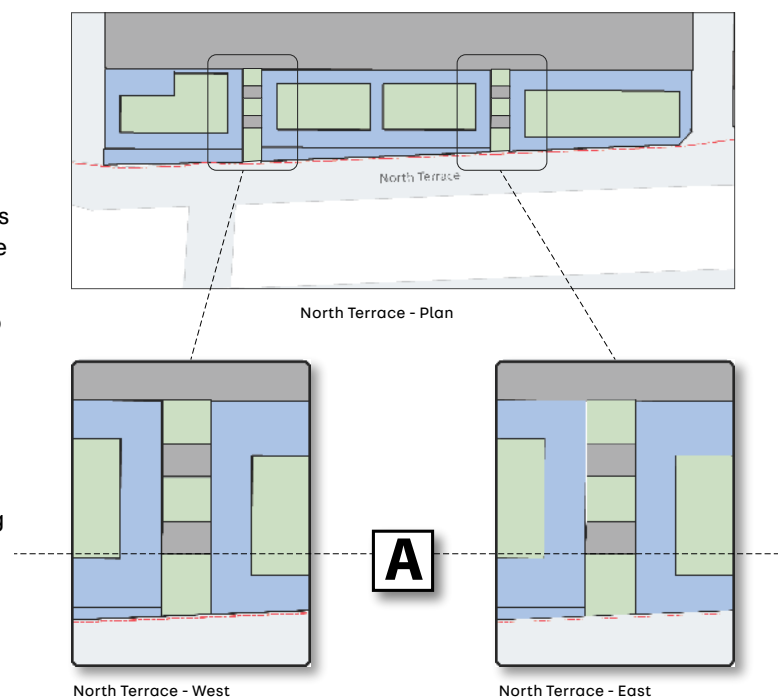 s
e
North Terrace
North Terrace - Plan
g
A
North Terrace - West
North Terrace - East